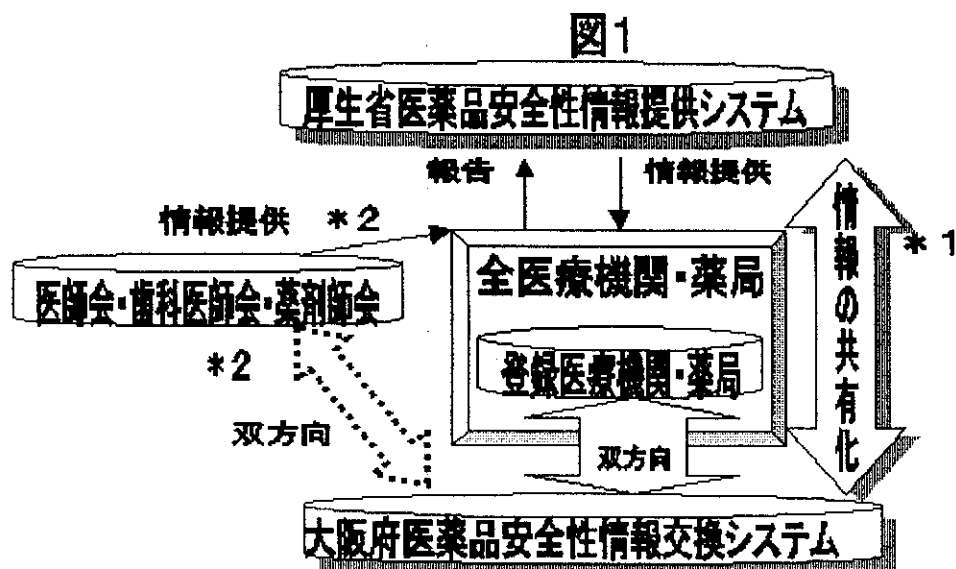 図1
厚生省医薬品安全性情報提供システム
報告
情報提供
情報提供 *2
全医療機関・薬局
情報の共有化
*1
医師会・歯科医師会・薬剤師会
登録医療機関・薬局
*2
双方向
双方向
大阪府医薬品安全性情報交換システム